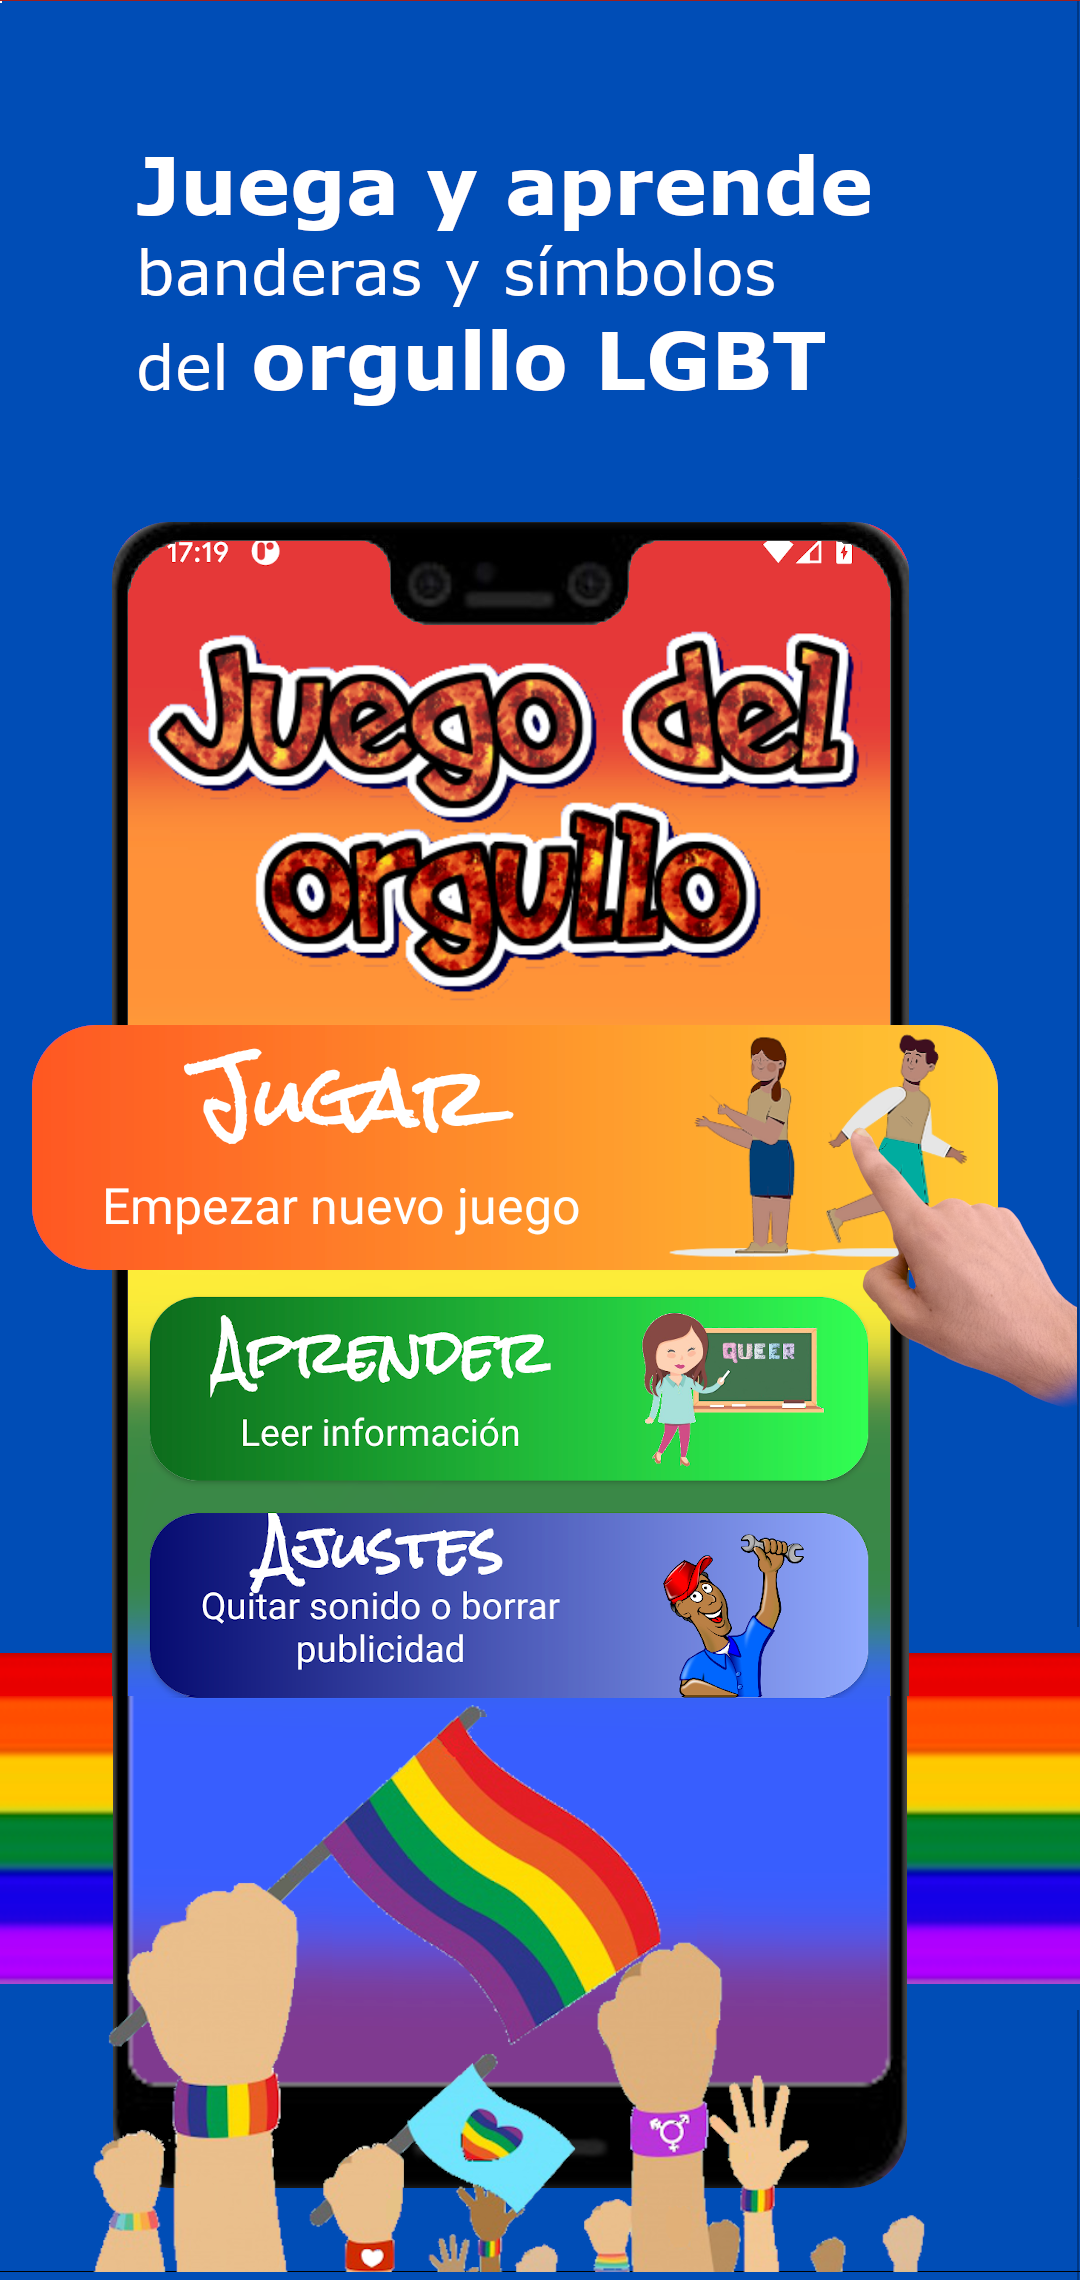 Juega y aprende
banderas y símbolos
del orgullo LGBT
17:19
Juego del
orgullo
Jugar
Empezar nuevo juego
Aprender
Leer información
QUEER
Ajustes
Quitar sonido o borrar
publicidad